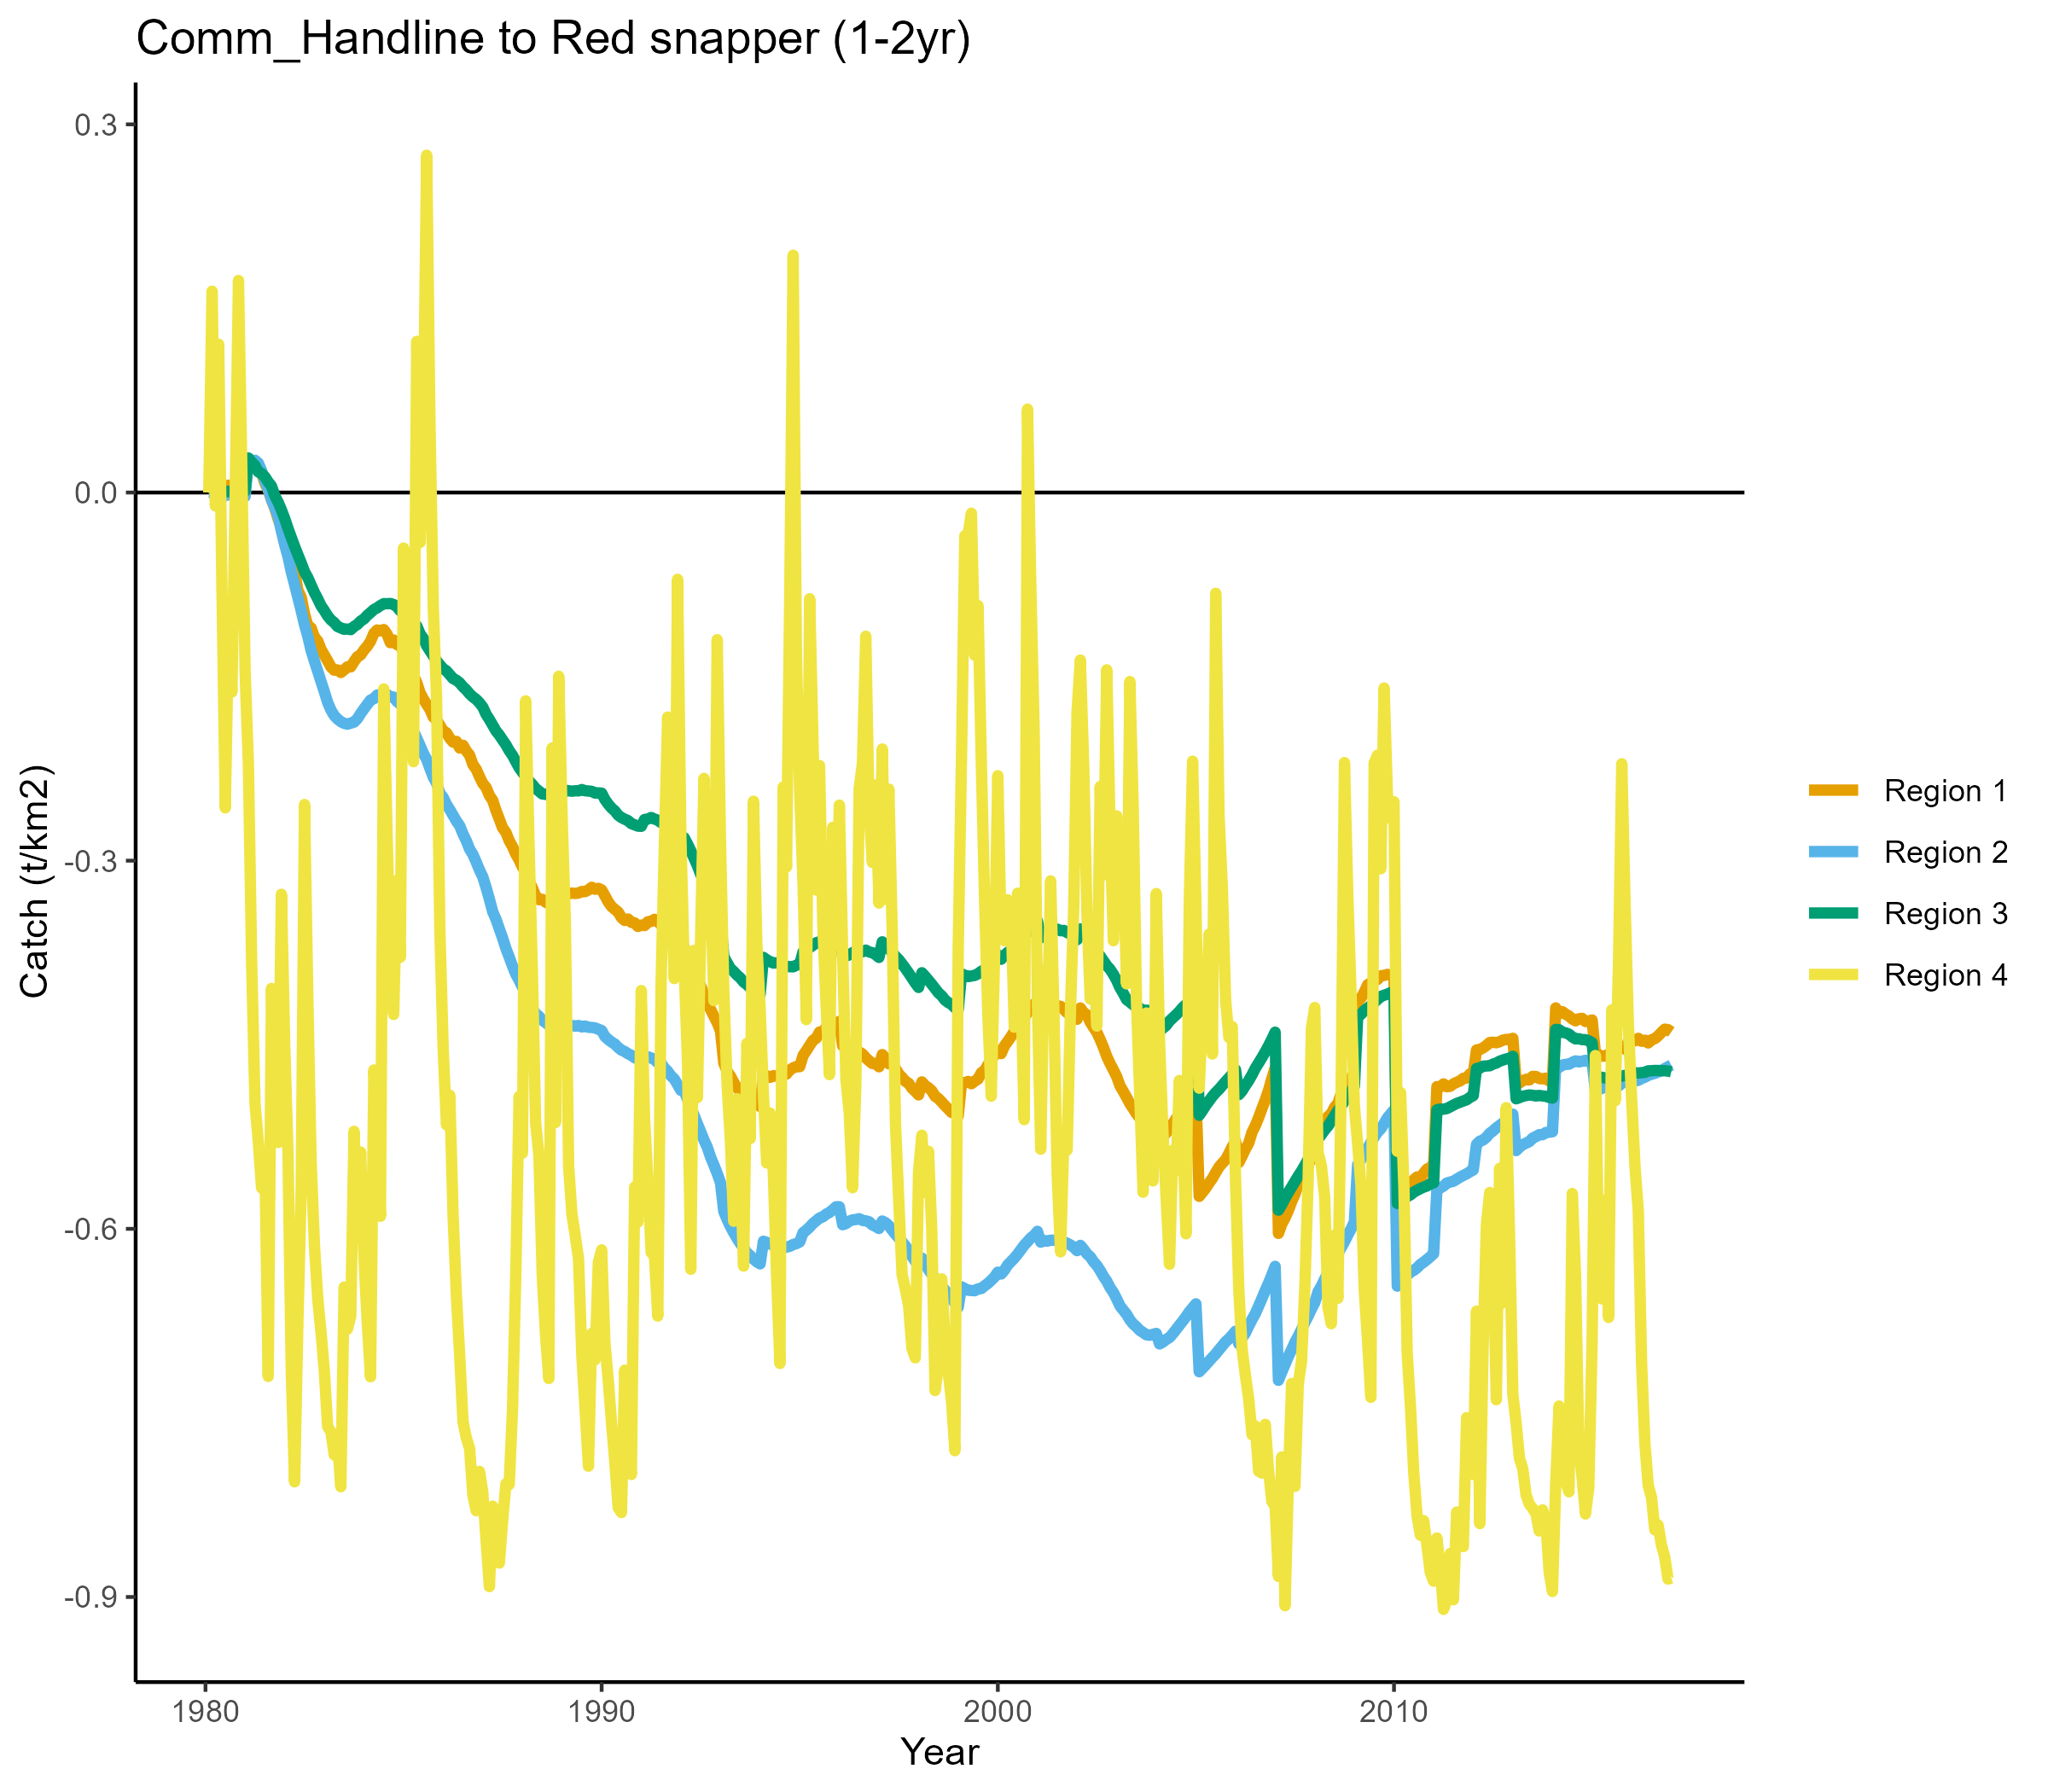 Comm_Handline to Red snapper (1-2yr)
Catch (t/km2)
0.3
0.0
-0.3
-0.6
-0.9
1980
1990
2000
2010
Year
Region 1
Region 2
Region 3
Region 4